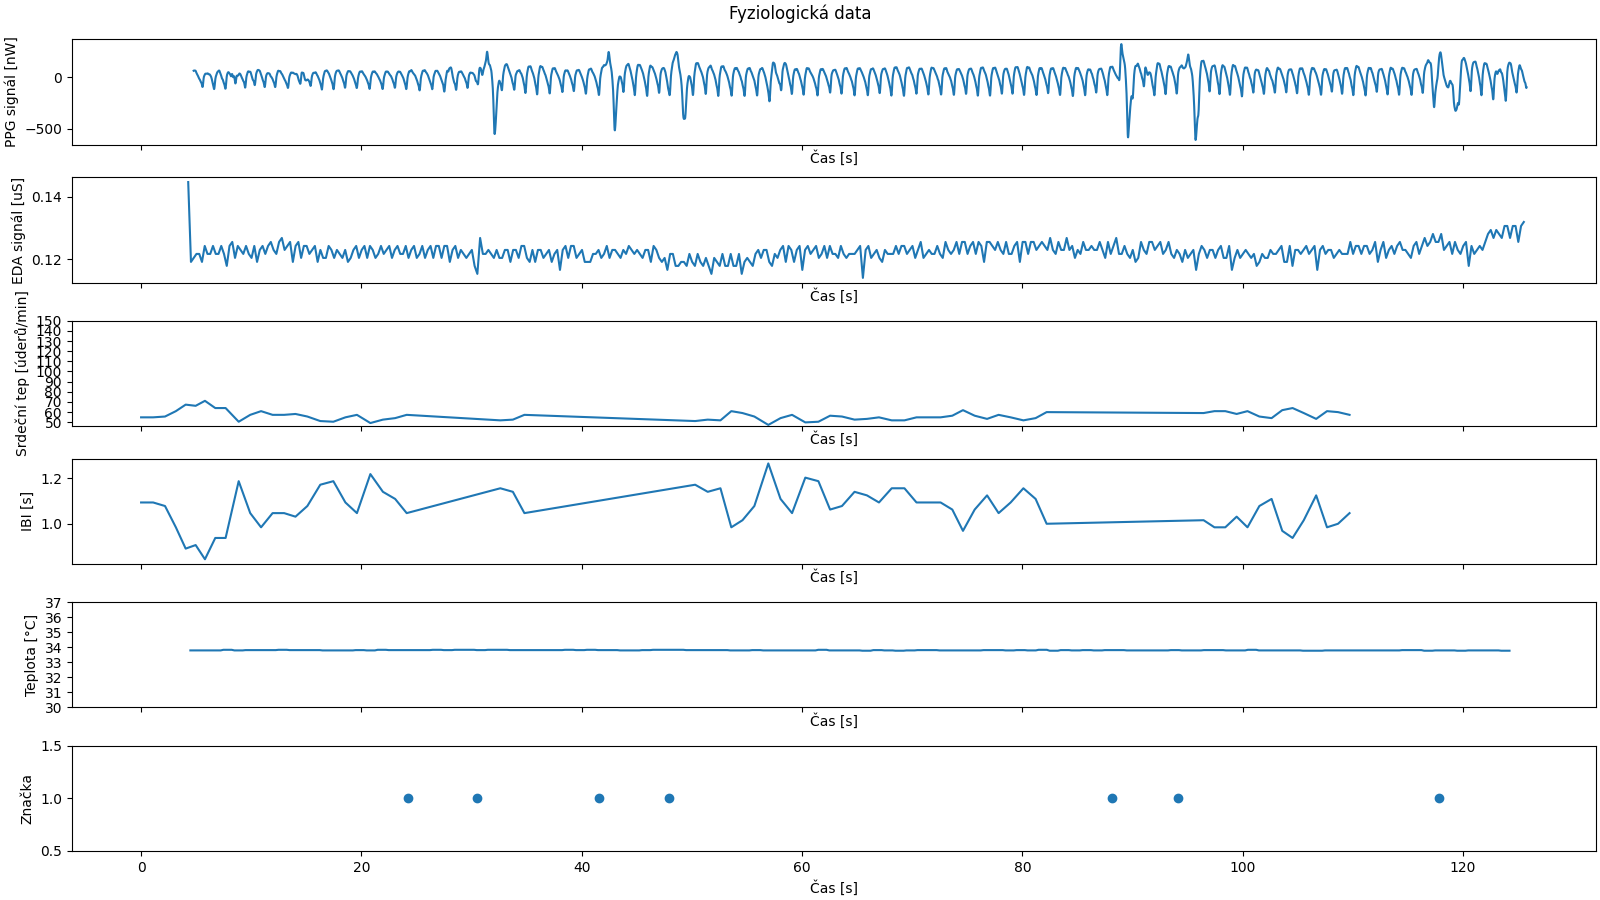 Fyziologická data
PPG signál [nW]
0
−500
Čas [s]
EDA signál [uS]
0.14
0.12
Čas [s]
Srdeční tep [úderů/min]
150
140
130
120
110
100
90
80
70
60
50
Čas [s]
IBI [s]
1.2
1.0
Čas [s]
Teplota [°C]
37
36
35
34
33
32
31
30
Čas [s]
Značka
1.5
1.0
0.5
0 20 40 60 80 100 120
Čas [s]